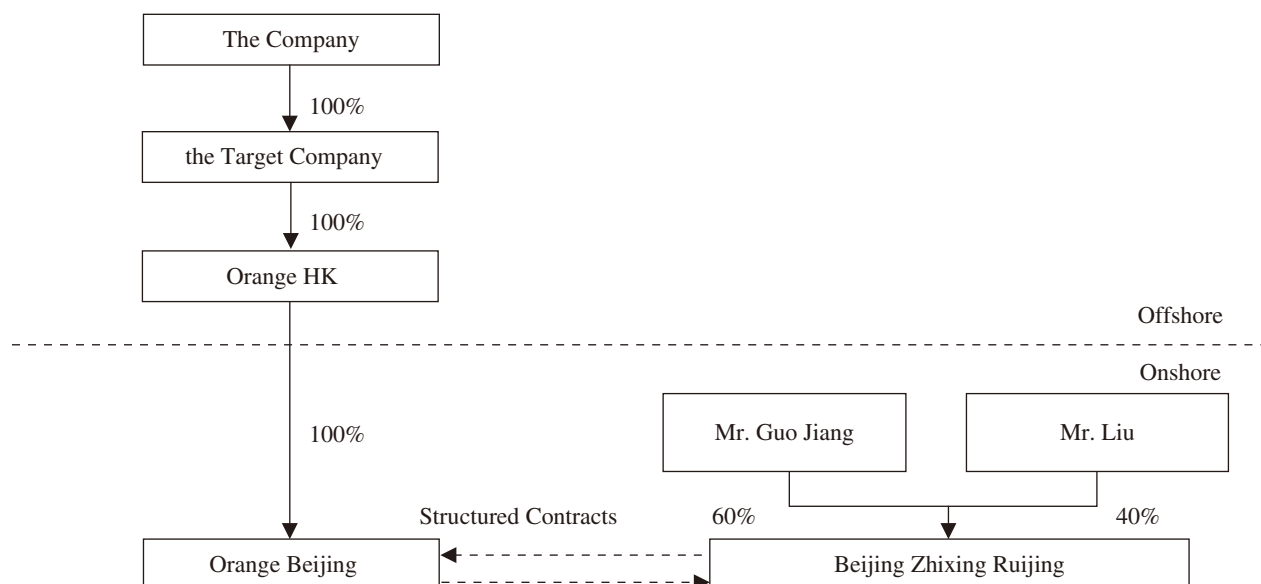 The Company
100%
the Target Company
100%
Orange HK
Offshore
Onshore
100%
Mr. Guo Jiang
Mr. Liu
Structured Contracts
60%
40%
Orange Beijing
Beijing Zhixing Ruijing